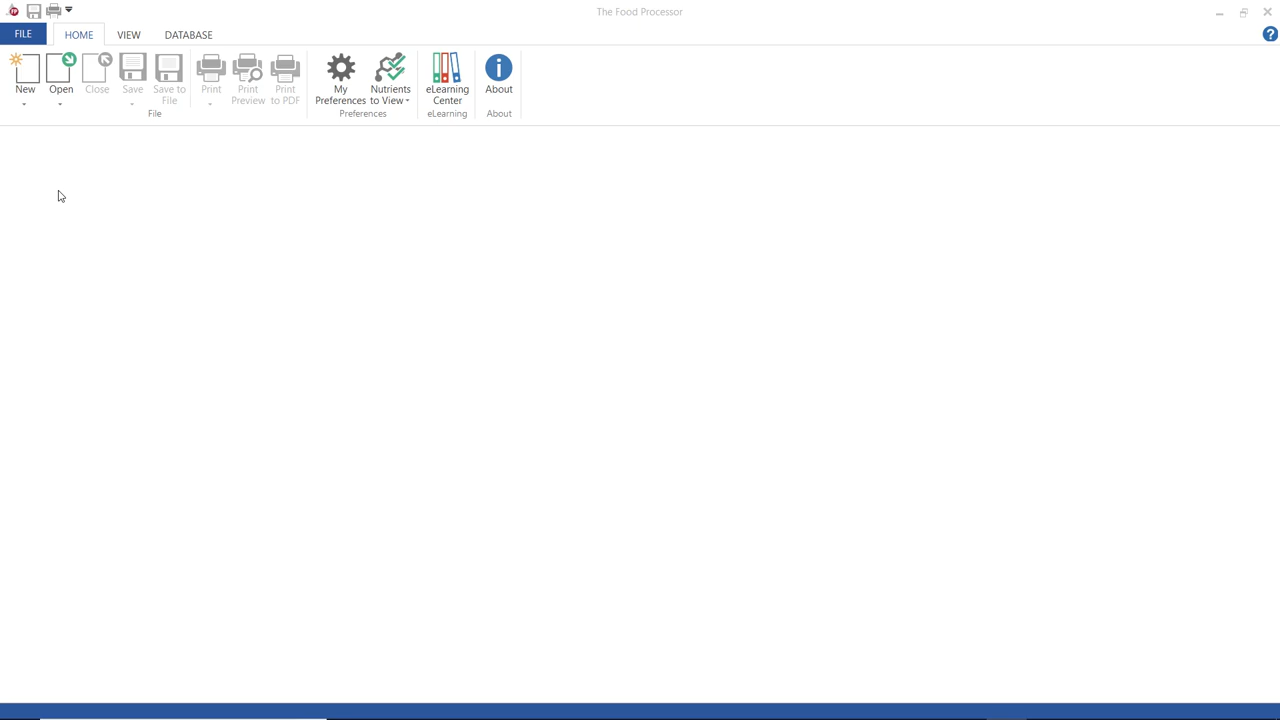 The Food Processor
FILE HOME VIEW DATABASE
New Open Close Save Save to File Print Print Preview Print to PDF My Preferences Nutrients to View eLearning Center About
File Preferences eLearning About